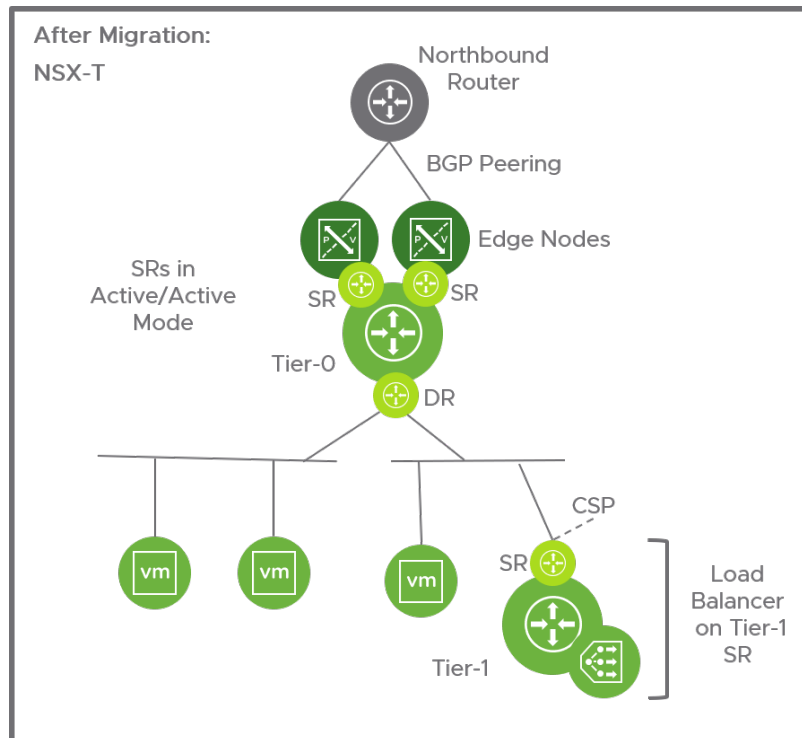 After Migration:
NSX-T
Northbound
Router
BGP Peering
P
V
P
V
Edge Nodes
SRs in
Active/Active
Mode
SR
SR
Tier-0
DR
CSP
vm
vm
vm
SR
Load
Balancer
on Tier-1
SR
Tier-1